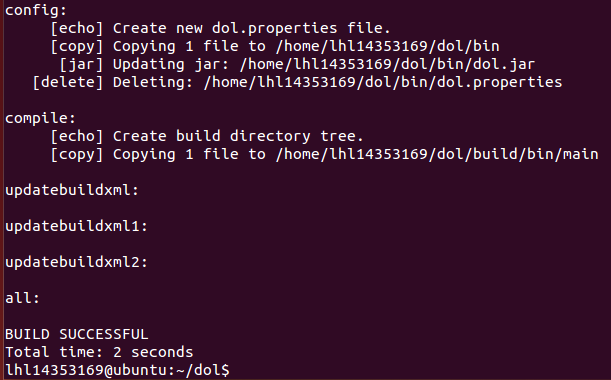 config:
     [echo] Create new dol.properties file.
     [copy] Copying 1 file to /home/lhl14353169/dol/bin
      [jar] Updating jar: /home/lhl14353169/dol/bin/dol.jar
   [delete] Deleting: /home/lhl14353169/dol/bin/dol.properties
compile:
     [echo] Create build directory tree.
     [copy] Copying 1 file to /home/lhl14353169/dol/build/bin/main
updatebuildxml:
updatebuildxml1:
updatebuildxml2:
all:
BUILD SUCCESSFUL
Total time: 2 seconds
lhl14353169@ubuntu:~/dol$